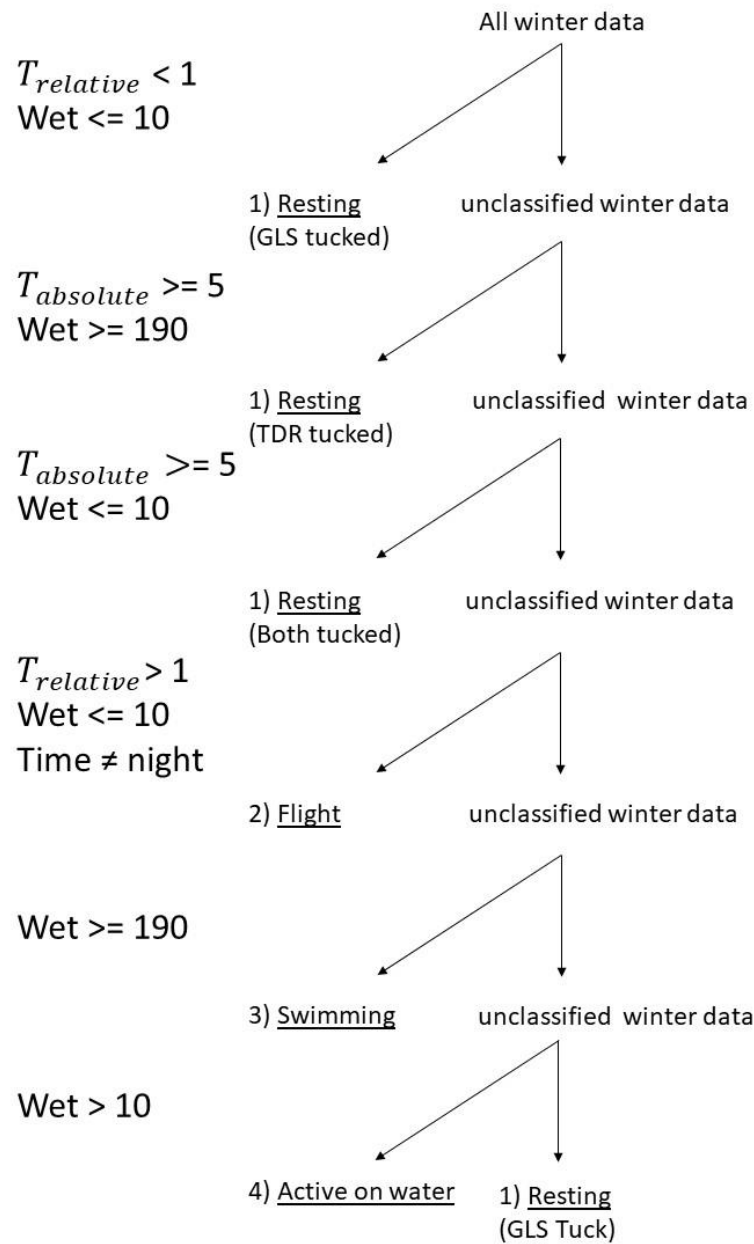 All winter data
T_relative < 1
Wet <= 10
1) Resting
(GLS tucked)
unclassified winter data
T_absolute >= 5
Wet >= 190
1) Resting
(TDR tucked)
unclassified winter data
T_absolute >= 5
Wet <= 10
1) Resting
(Both tucked)
unclassified winter data
T_relative > 1
Wet <= 10
Time ≠ night
2) Flight
unclassified winter data
Wet >= 190
3) Swimming
unclassified winter data
Wet > 10
4) Active on water
1) Resting
(GLS Tuck)